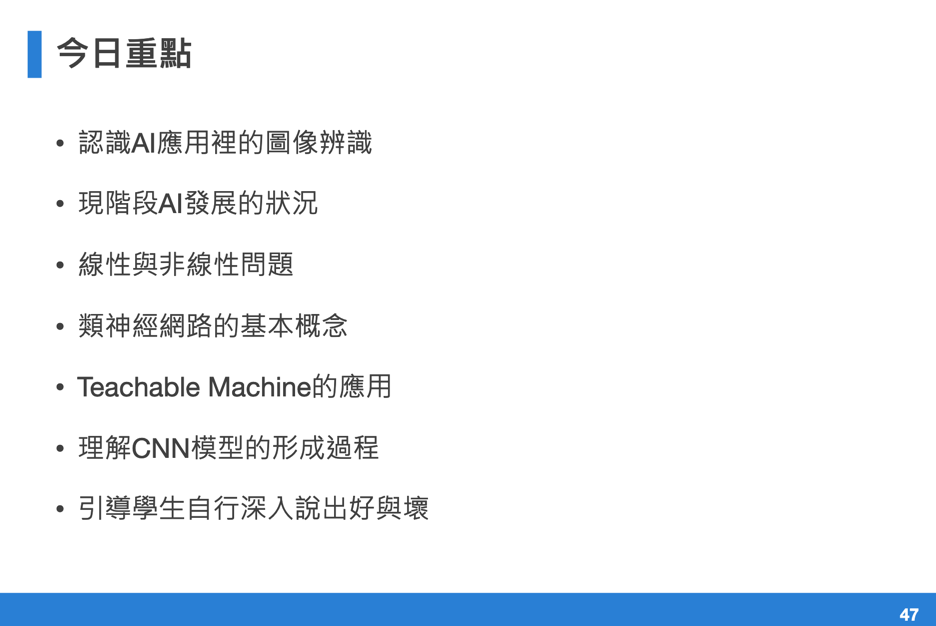 今日重點
• 認識AI應用裡的圖像辨識
• 現階段AI發展的狀況
• 線性與非線性問題
• 類神經網路的基本概念
• Teachable Machine的應用
• 理解CNN模型的形成過程
• 引導學生自行深入說出好與壞
47